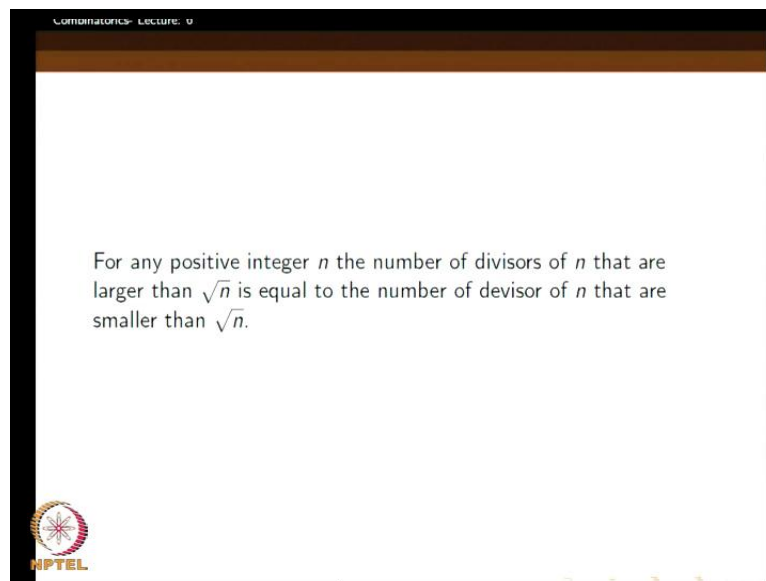 Combinatorics- Lecture: 6
For any positive integer n the number of divisors of n that are
larger than √n is equal to the number of devisor of n that are
smaller than √n.
NPTEL